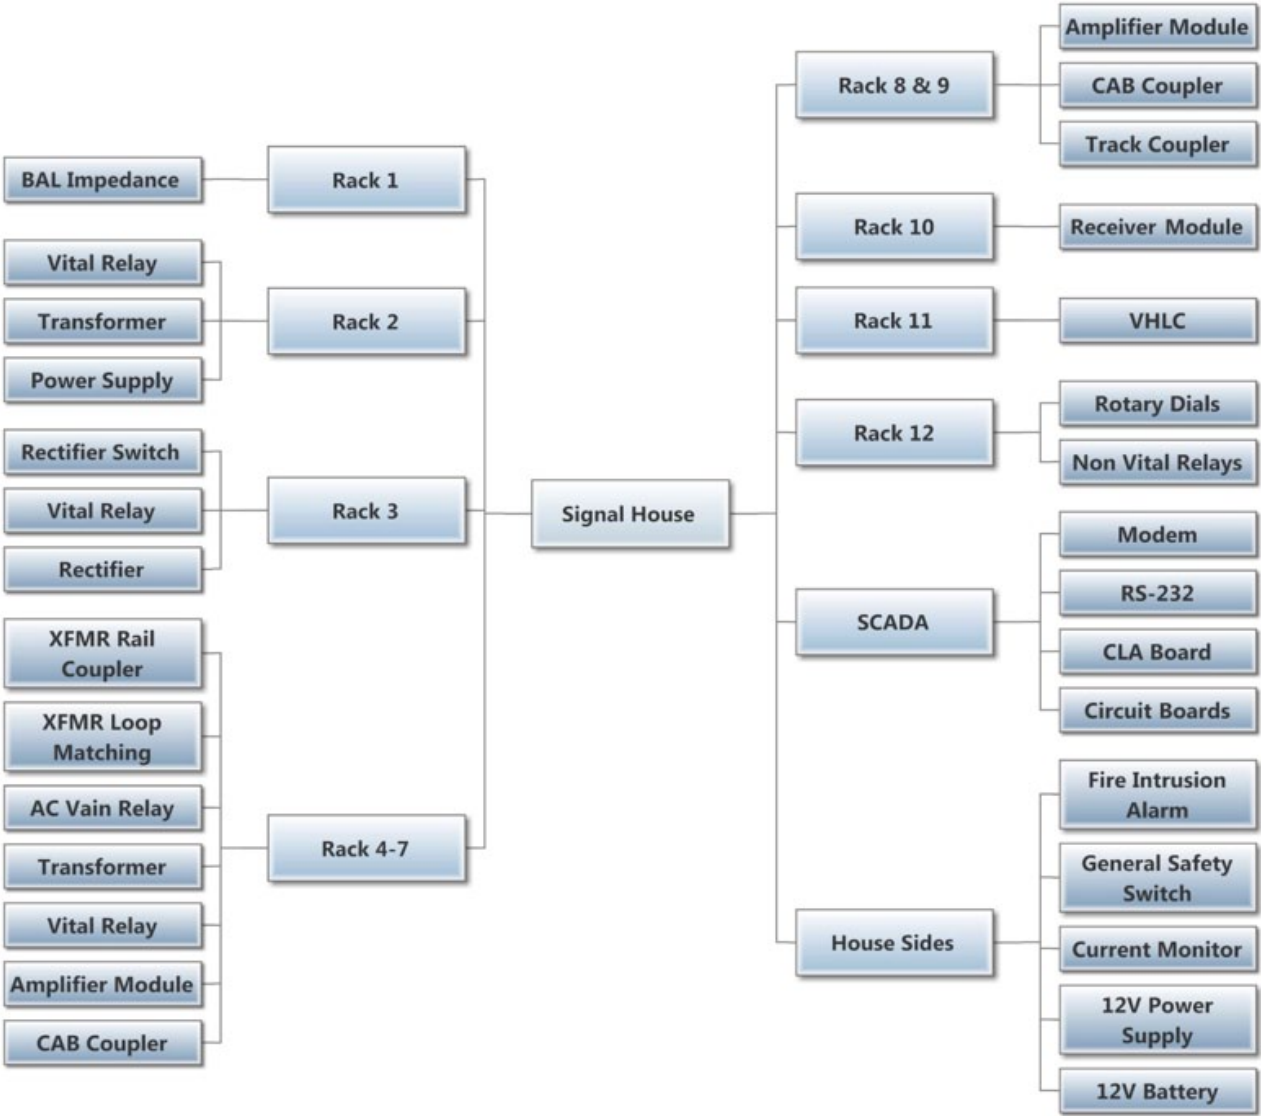 BAL Impedance
Rack 1
Vital Relay
Transformer
Power Supply
Rack 2
Rectifier Switch
Vital Relay
Rectifier
Rack 3
XFMR Rail
Coupler
XFMR Loop
Matching
AC Vain Relay
Transformer
Vital Relay
Amplifier Module
CAB Coupler
Rack 4-7
Signal House
Rack 8 & 9
Amplifier Module
CAB Coupler
Track Coupler
Rack 10
Receiver Module
Rack 11
VHLC
Rack 12
Rotary Dials
Non Vital Relays
SCADA
Modem
RS-232
CLA Board
Circuit Boards
House Sides
Fire Intrusion
Alarm
General Safety
Switch
Current Monitor
12V Power
Supply
12V Battery